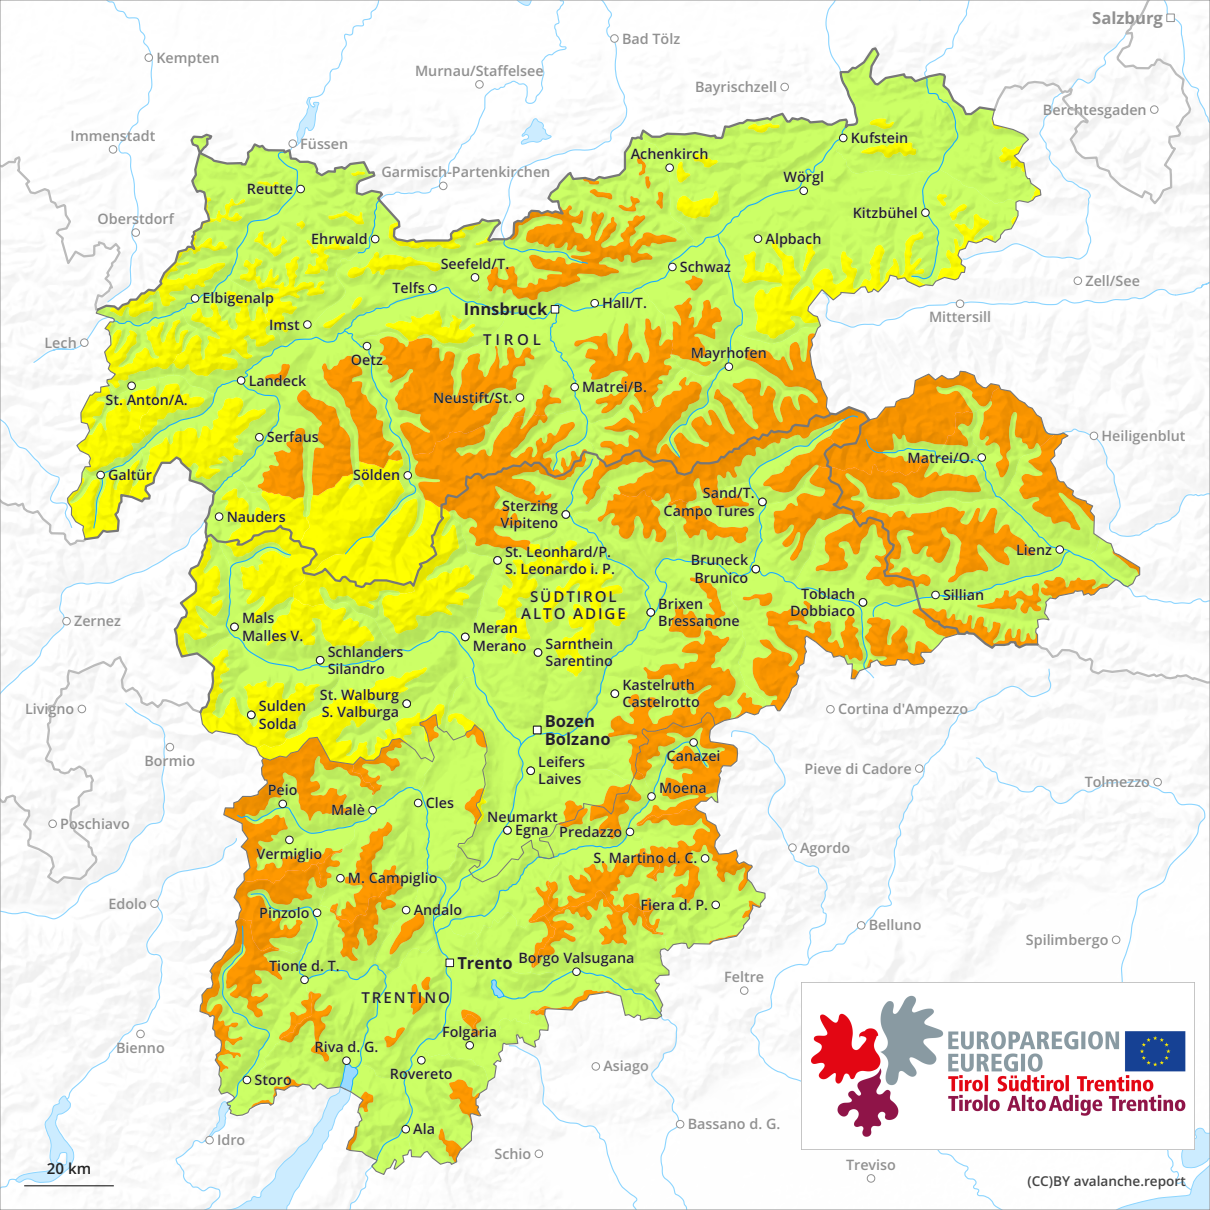 Salzburg
Bad Tölz
Kempten
Murnau/Staffelsee
Bayrischzell
Berchtesgaden
Immenstadt
Füssen
Kufstein
Achenkirch
Garmisch-Partenkirchen
Wörgl
Reutte
Oberstdorf
Kitzbühel
Ehrwald
Alpbach
Seefeld/T.
Schwaz
Zell/See
Telfs
Elbigenalp
Hall/T.
Innsbruck
Mittersill
Imst
TIROL
Lech
Oetz
Mayrhofen
Landeck
Matrei/B.
St. Anton/A.
Neustift/St.
Serfaus
Heiligenblut
Matrei/O.
Galtür
Sölden
Sand/T.
Campo Tures
Sterzing
Vipiteno
Nauders
St. Leonhard/P.
S. Leonardo i. P.
Lienz
Bruneck
Brunico
SÜDTIROL
ALTO ADIGE
Toblach
Dobbiaco
Sillian
Brixen
Bressanone
Zernez
Mals
Malles V.
Meran
Merano
Sarnthein
Sarentino
Schlanders
Silandro
Kastelruth
Castelrotto
St. Walburg
S. Valburga
Sulden
Solda
Livigno
Cortina d'Ampezzo
Bozen
Bolzano
Bormio
Canazei
Leifers
Laives
Pieve di Cadore
Tolmezzo
Peio
Moena
Malè
Cles
Neumarkt
Egna
Predazzo
Poschiavo
Vermiglio
S. Martino d. C.
Agordo
M. Campiglio
Edolo
Pinzolo
Andalo
Fiera d. P.
Belluno
Spilimbergo
Trento
Borgo Valsugana
Tione d. T.
Feltre
TRENTINO
Folgaria
Bienno
Riva d. G.
Asiago
Rovereto
Storo
EUROPAREGION
EUREGIO
Tirol Südtirol Trentino
Tirolo Alto Adige Trentino
Ala
Bassano d. G.
Idro
Schio
Treviso
20 km
(CC)BY avalanche.report